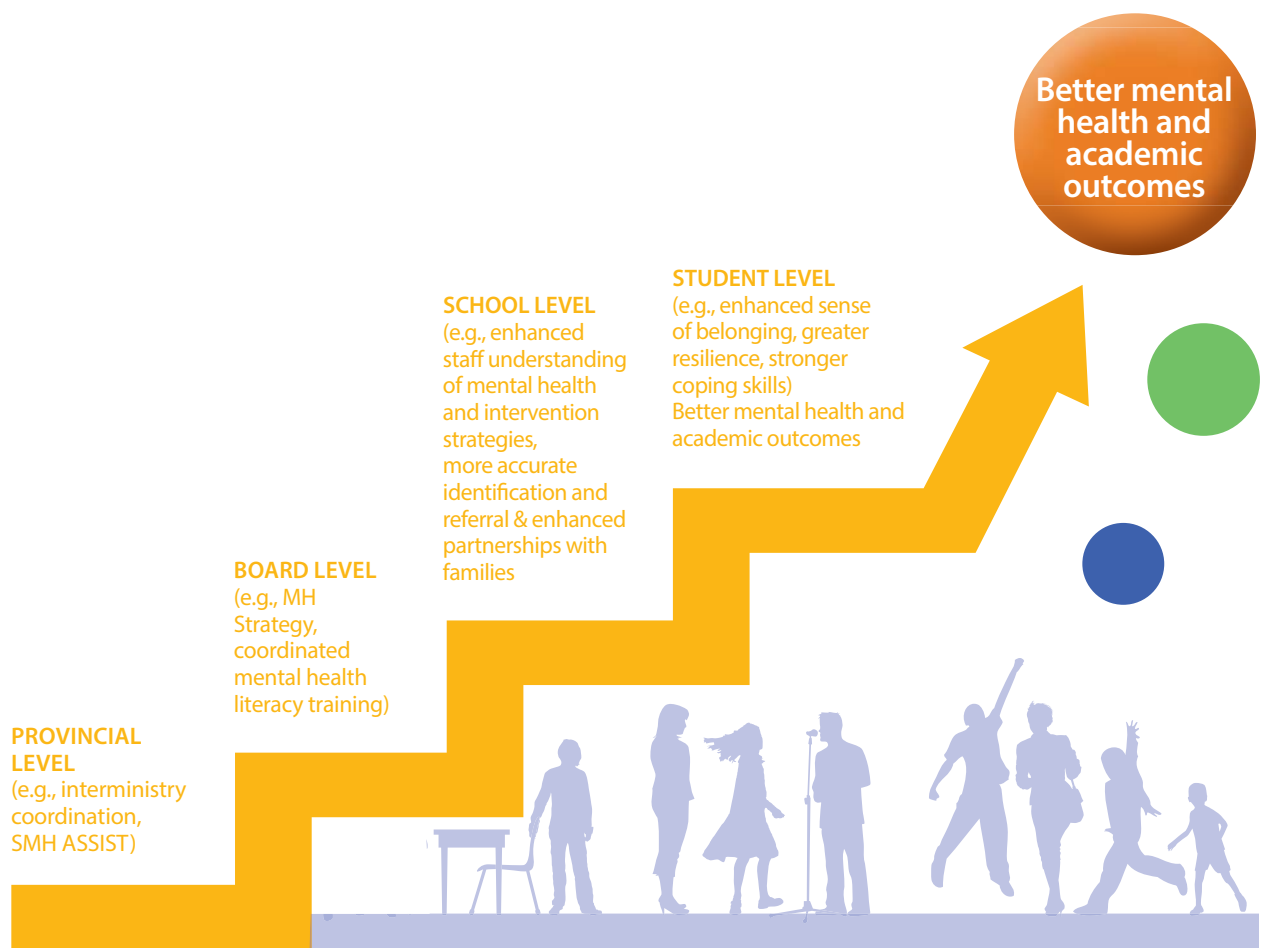 Better mental
health and
academic
outcomes
STUDENT LEVEL
(e.g., enhanced sense
of belonging, greater
resilience, stronger
coping skills)
Better mental health and
academic outcomes
SCHOOL LEVEL
(e.g., enhanced
staff understanding
of mental health
and intervention
strategies,
more accurate
identification and
referral & enhanced
partnerships with
families
BOARD LEVEL
(e.g., MH
Strategy,
coordinated
mental health
literacy training)
PROVINCIAL
LEVEL
(e.g., interministry
coordination,
SMH ASSIST)